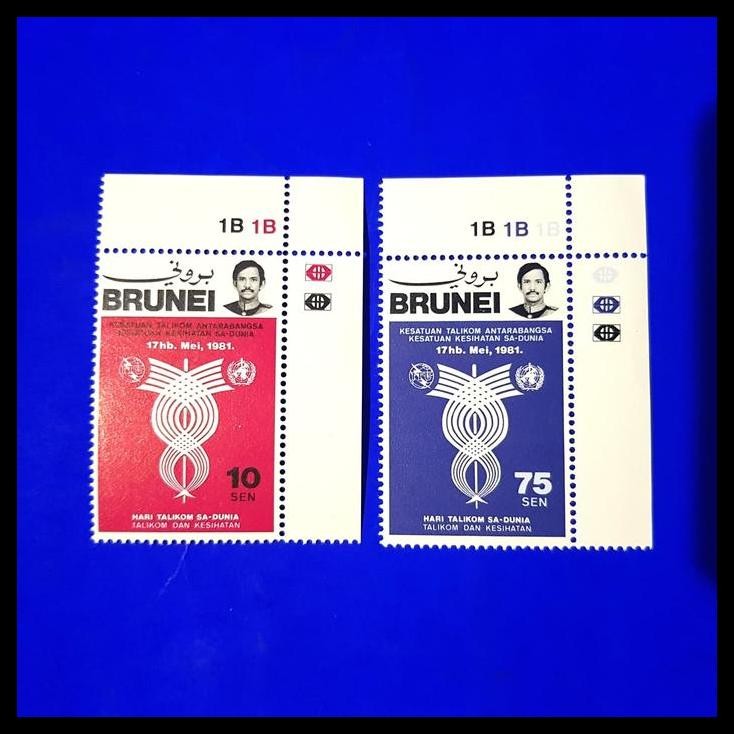 1B 1B
بروني
BRUNEI
KESATUAN TALIKOM ANTARABANGSA
KESATUAN KESIHATAN SA-DUNIA
17hb. Mei, 1981.
10
SEN
HARI TALIKOM SA-DUNIA
TALIKOM DAN KESIHATAN
1B 1B 1B
بروني
BRUNEI
KESATUAN TALIKOM ANTARABANGSA
KESATUAN KESIHATAN SA-DUNIA
17hb. Mei, 1981.
75
SEN
HARI TALIKOM SA-DUNIA
TALIKOM DAN KESIHATAN